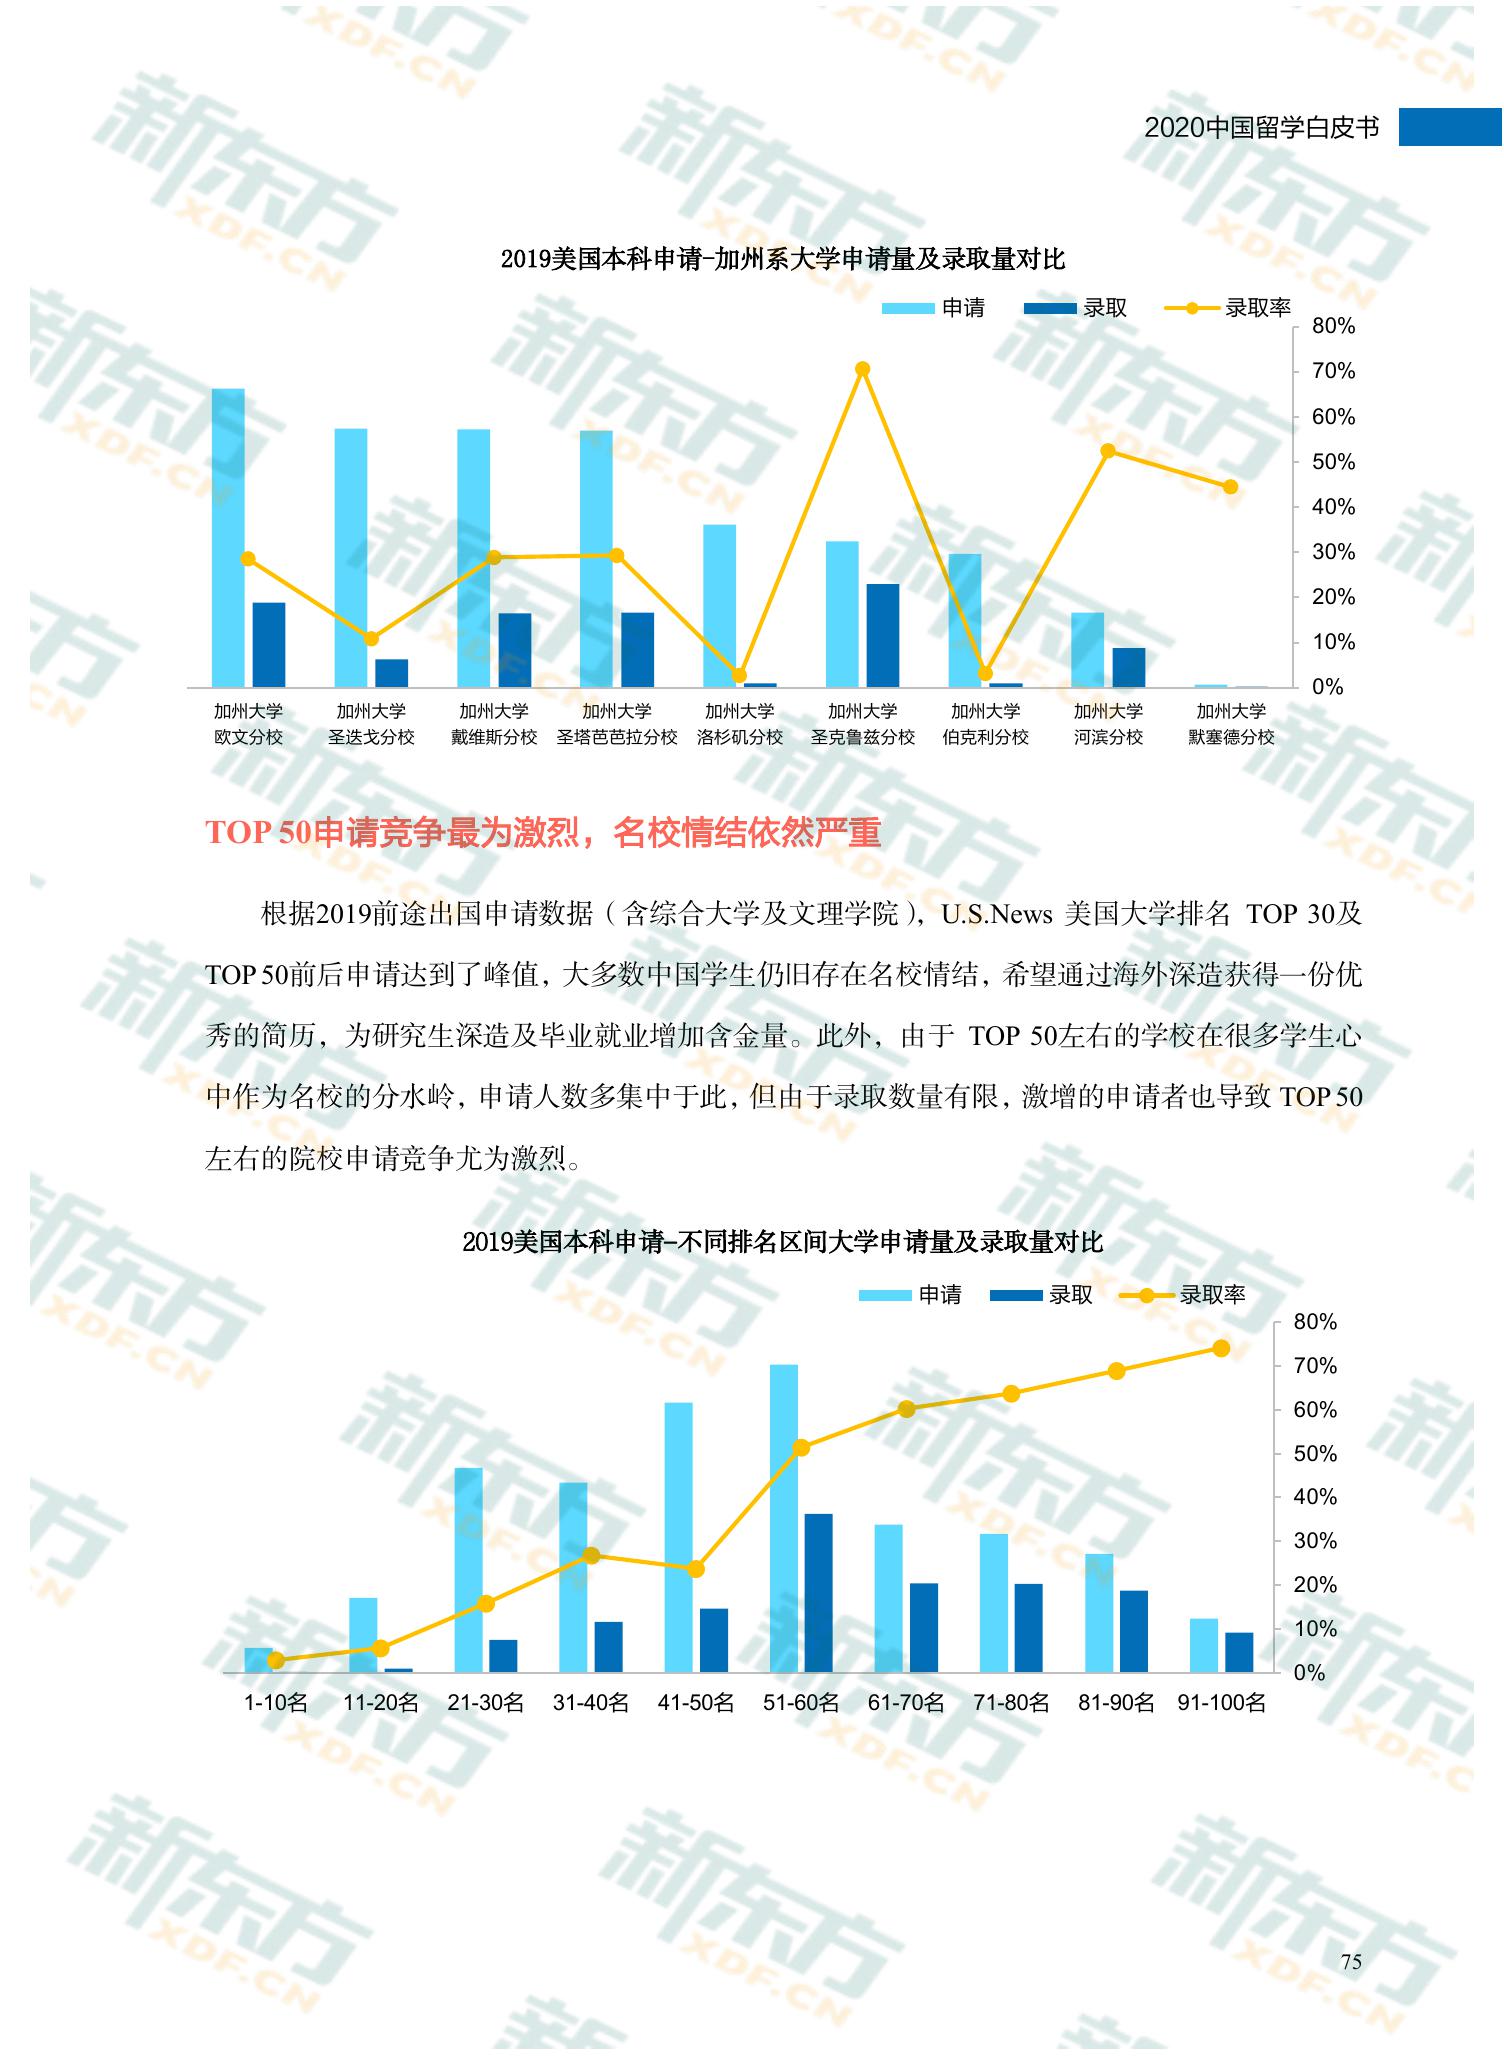 2020中国留学白皮书
2019美国本科申请-加州系大学申请量及录取量对比
申请 录取 录取率
80%
70%
60%
50%
40%
30%
20%
10%
0%
加州大学 加州大学 加州大学 加州大学 加州大学 加州大学 加州大学 加州大学 加州大学
欧文分校 圣迭戈分校 戴维斯分校 圣塔芭芭拉分校 洛杉矶分校 圣克鲁兹分校 伯克利分校 河滨分校 默塞德分校
TOP 50申请竞争最为激烈，名校情结依然严重
根据2019前途出国申请数据（含综合大学及文理学院），U.S.News 美国大学排名 TOP 30及
TOP 50前后申请达到了峰值，大多数中国学生仍旧存在名校情结，希望通过海外深造获得一份优
秀的简历，为研究生深造及毕业就业增加含金量。此外，由于 TOP 50左右的学校在很多学生心
中作为名校的分水岭，申请人数多集中于此，但由于录取数量有限，激增的申请者也导致 TOP 50
左右的院校申请竞争尤为激烈。
2019美国本科申请-不同排名区间大学申请量及录取量对比
申请 录取 录取率
80%
70%
60%
50%
40%
30%
20%
10%
0%
1-10名 11-20名 21-30名 31-40名 41-50名 51-60名 61-70名 71-80名 81-90名 91-100名
75
新东方
XDF.CN